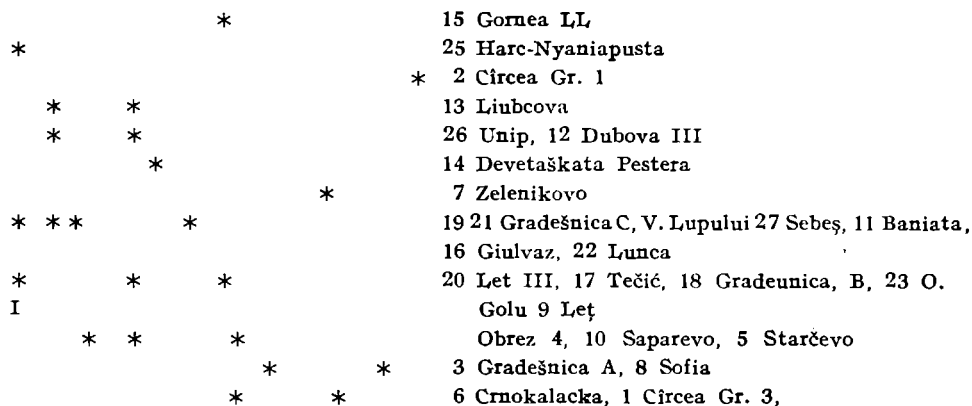 * 15 Gornea LL
* 25 Harc-Nyaniapusta
* 2 Cîrcea Gr. 1
* * 13 Liubcova
* * 26 Unip, 12 Dubova III
* 14 Devetaškata Pestera
* 7 Zelenikovo
* * * * 19 21 Gradešnica C, V. Lupului 27 Sebeş, 11 Baniata,
16 Giulvaz, 22 Lunca
* * * 20 Let III, 17 Tečić, 18 Gradeunica, B, 23 O.
I Golu 9 Leţ
* * * Obrez 4, 10 Saparevo, 5 Starčevo
* * 3 Gradešnica A, 8 Sofia
* * 6 Crnokalacka, 1 Cîrcea Gr. 3,